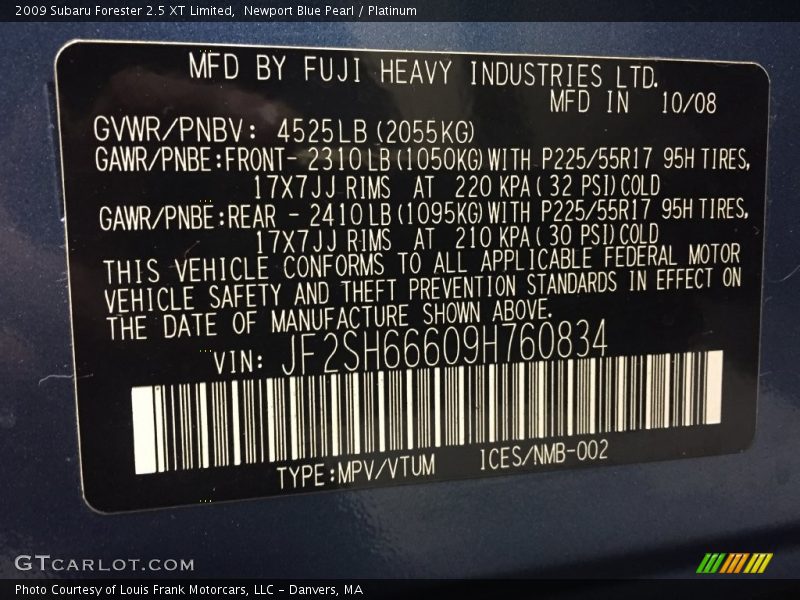 2009 Subaru Forester 2.5 XT Limited, Newport Blue Pearl / Platinum
MFD BY FUJI HEAVY INDUSTRIES LTD.
MFD IN 10/08
GVWR/PNBV: 4525LB (2055KG)
GAWR/PNBE:FRONT- 2310 LB (1050KG) WITH P225/55R17 95H TIRES,
17X7JJ RIMS AT 220 KPA ( 32 PSI) COLD
GAWR/PNBE:REAR - 2410 LB (1095KG) WITH P225/55R17 95H TIRES,
17X7JJ RIMS AT 210 KPA ( 30 PSI) COLD
THIS VEHICLE CONFORMS TO ALL APPLICABLE FEDERAL MOTOR
VEHICLE SAFETY AND THEFT PREVENTION STANDARDS IN EFFECT ON
THE DATE OF MANUFACTURE SHOWN ABOVE.
VIN: JF2SH66609H760834
TYPE:MPV/VTUM ICES/NMB-002
GTCARLOT.COM
Photo Courtesy of Louis Frank Motorcars, LLC - Danvers, MA